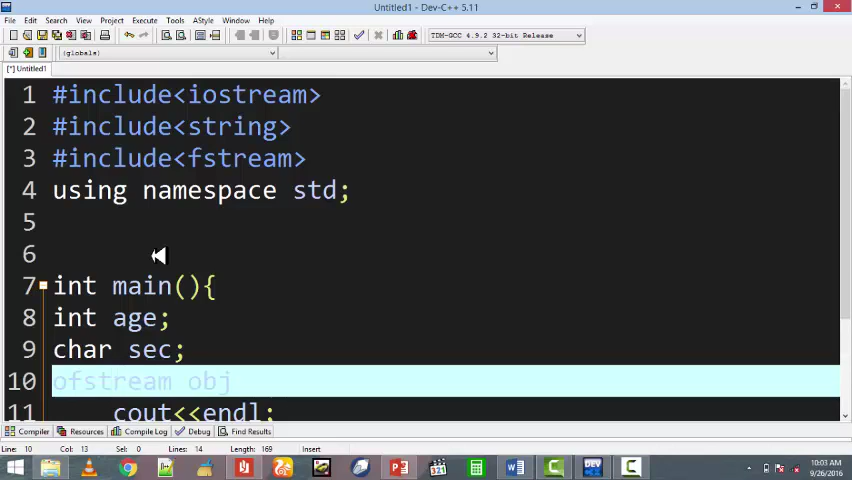 Untitled1 - Dev-C++ 5.11
File Edit Search View Project Execute Tools AStyle Window Help
TDM-GCC 4.9.2 32-bit Release
(globals)
[*] Untitled1
1 #include<iostream>
2 #include<string>
3 #include<fstream>
4 using namespace std;
5
6
7 int main(){
8 int age;
9 char sec;
10 ofstream obj
11 cout<<endl;
Compiler Resources Compile Log Debug Find Results
Line: 10 Col: 13 Sel: 0 Lines: 14 Length: 169 Insert
10:03 AM
9/26/2016